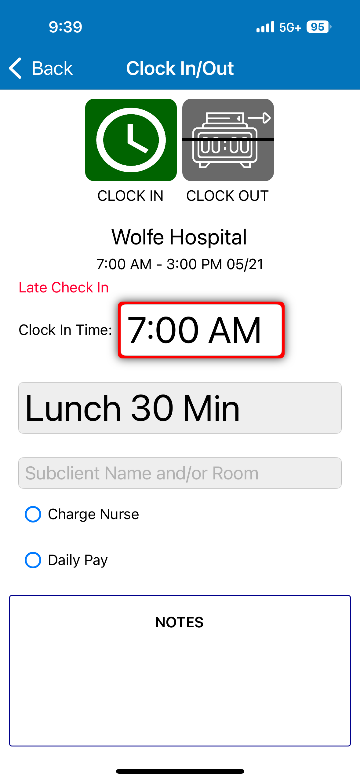 9:39 5G+ 95
Back Clock In/Out
00:00
CLOCK IN CLOCK OUT
Wolfe Hospital
7:00 AM - 3:00 PM 05/21
Late Check In
Clock In Time: 7:00 AM
Lunch 30 Min
Subclient Name and/or Room
Charge Nurse
Daily Pay
NOTES